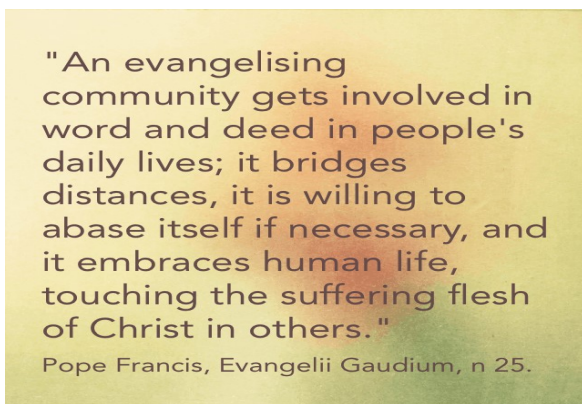 "An evangelising
community gets involved in
word and deed in people's
daily lives; it bridges
distances, it is willing to
abase itself if necessary, and
it embraces human life,
touching the suffering flesh
of Christ in others."
Pope Francis, Evangelii Gaudium, n 25.